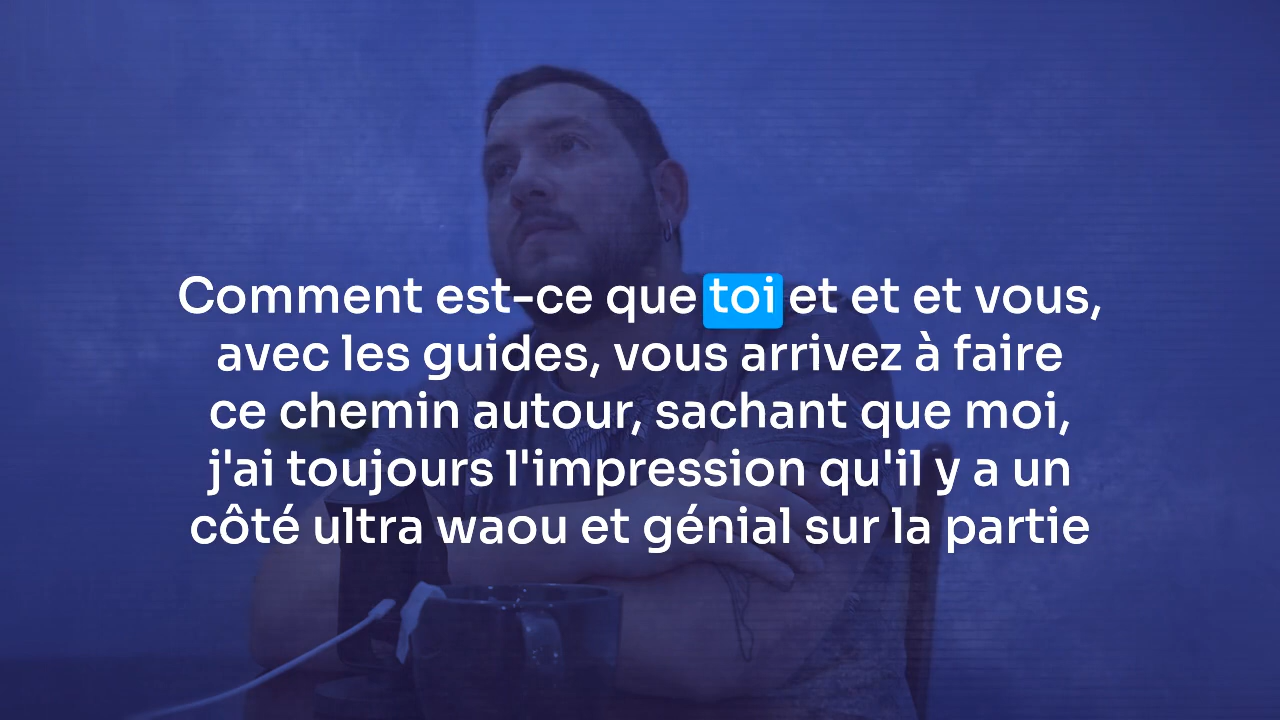 Comment est-ce que toi et et et vous,
avec les guides, vous arrivez à faire
ce chemin autour, sachant que moi,
j'ai toujours l'impression qu'il y a un
côté ultra waou et génial sur la partie